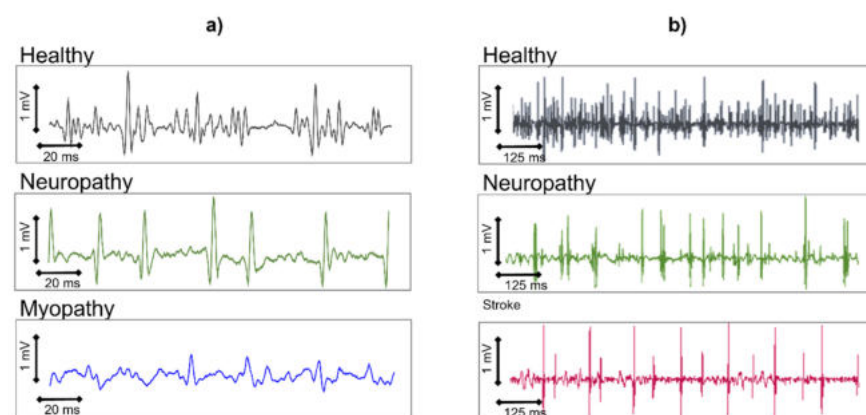 a)
Healthy
1 mV
20 ms
Neuropathy
1 mV
20 ms
Myopathy
1 mV
20 ms
b)
Healthy
1 mV
125 ms
Neuropathy
1 mV
125 ms
Stroke
1 mV
125 ms